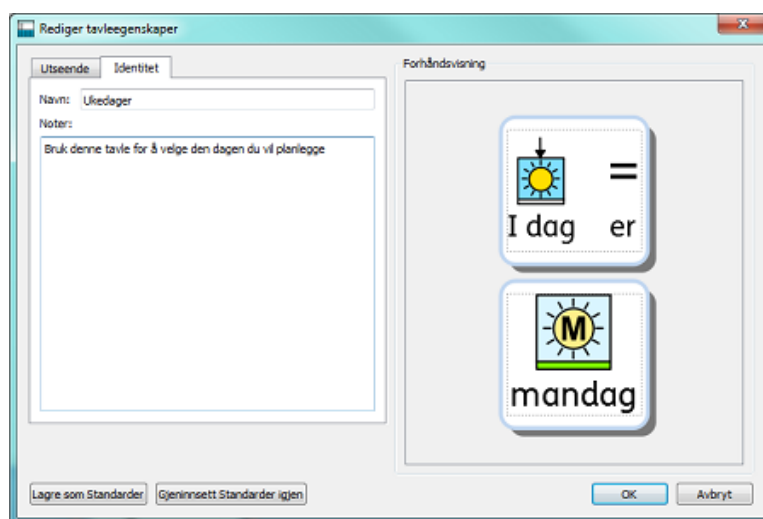 Rediger tavleegenskaper
Utseende
Identitet
Navn: Ukedager
Noter:
Bruk denne tavle for å velge den dagen du vil planlegge
Forhåndsvisning
=
I dag er
M
mandag
Lagre som Standarder
Gjeninnsett Standarder igjen
OK
Avbryt